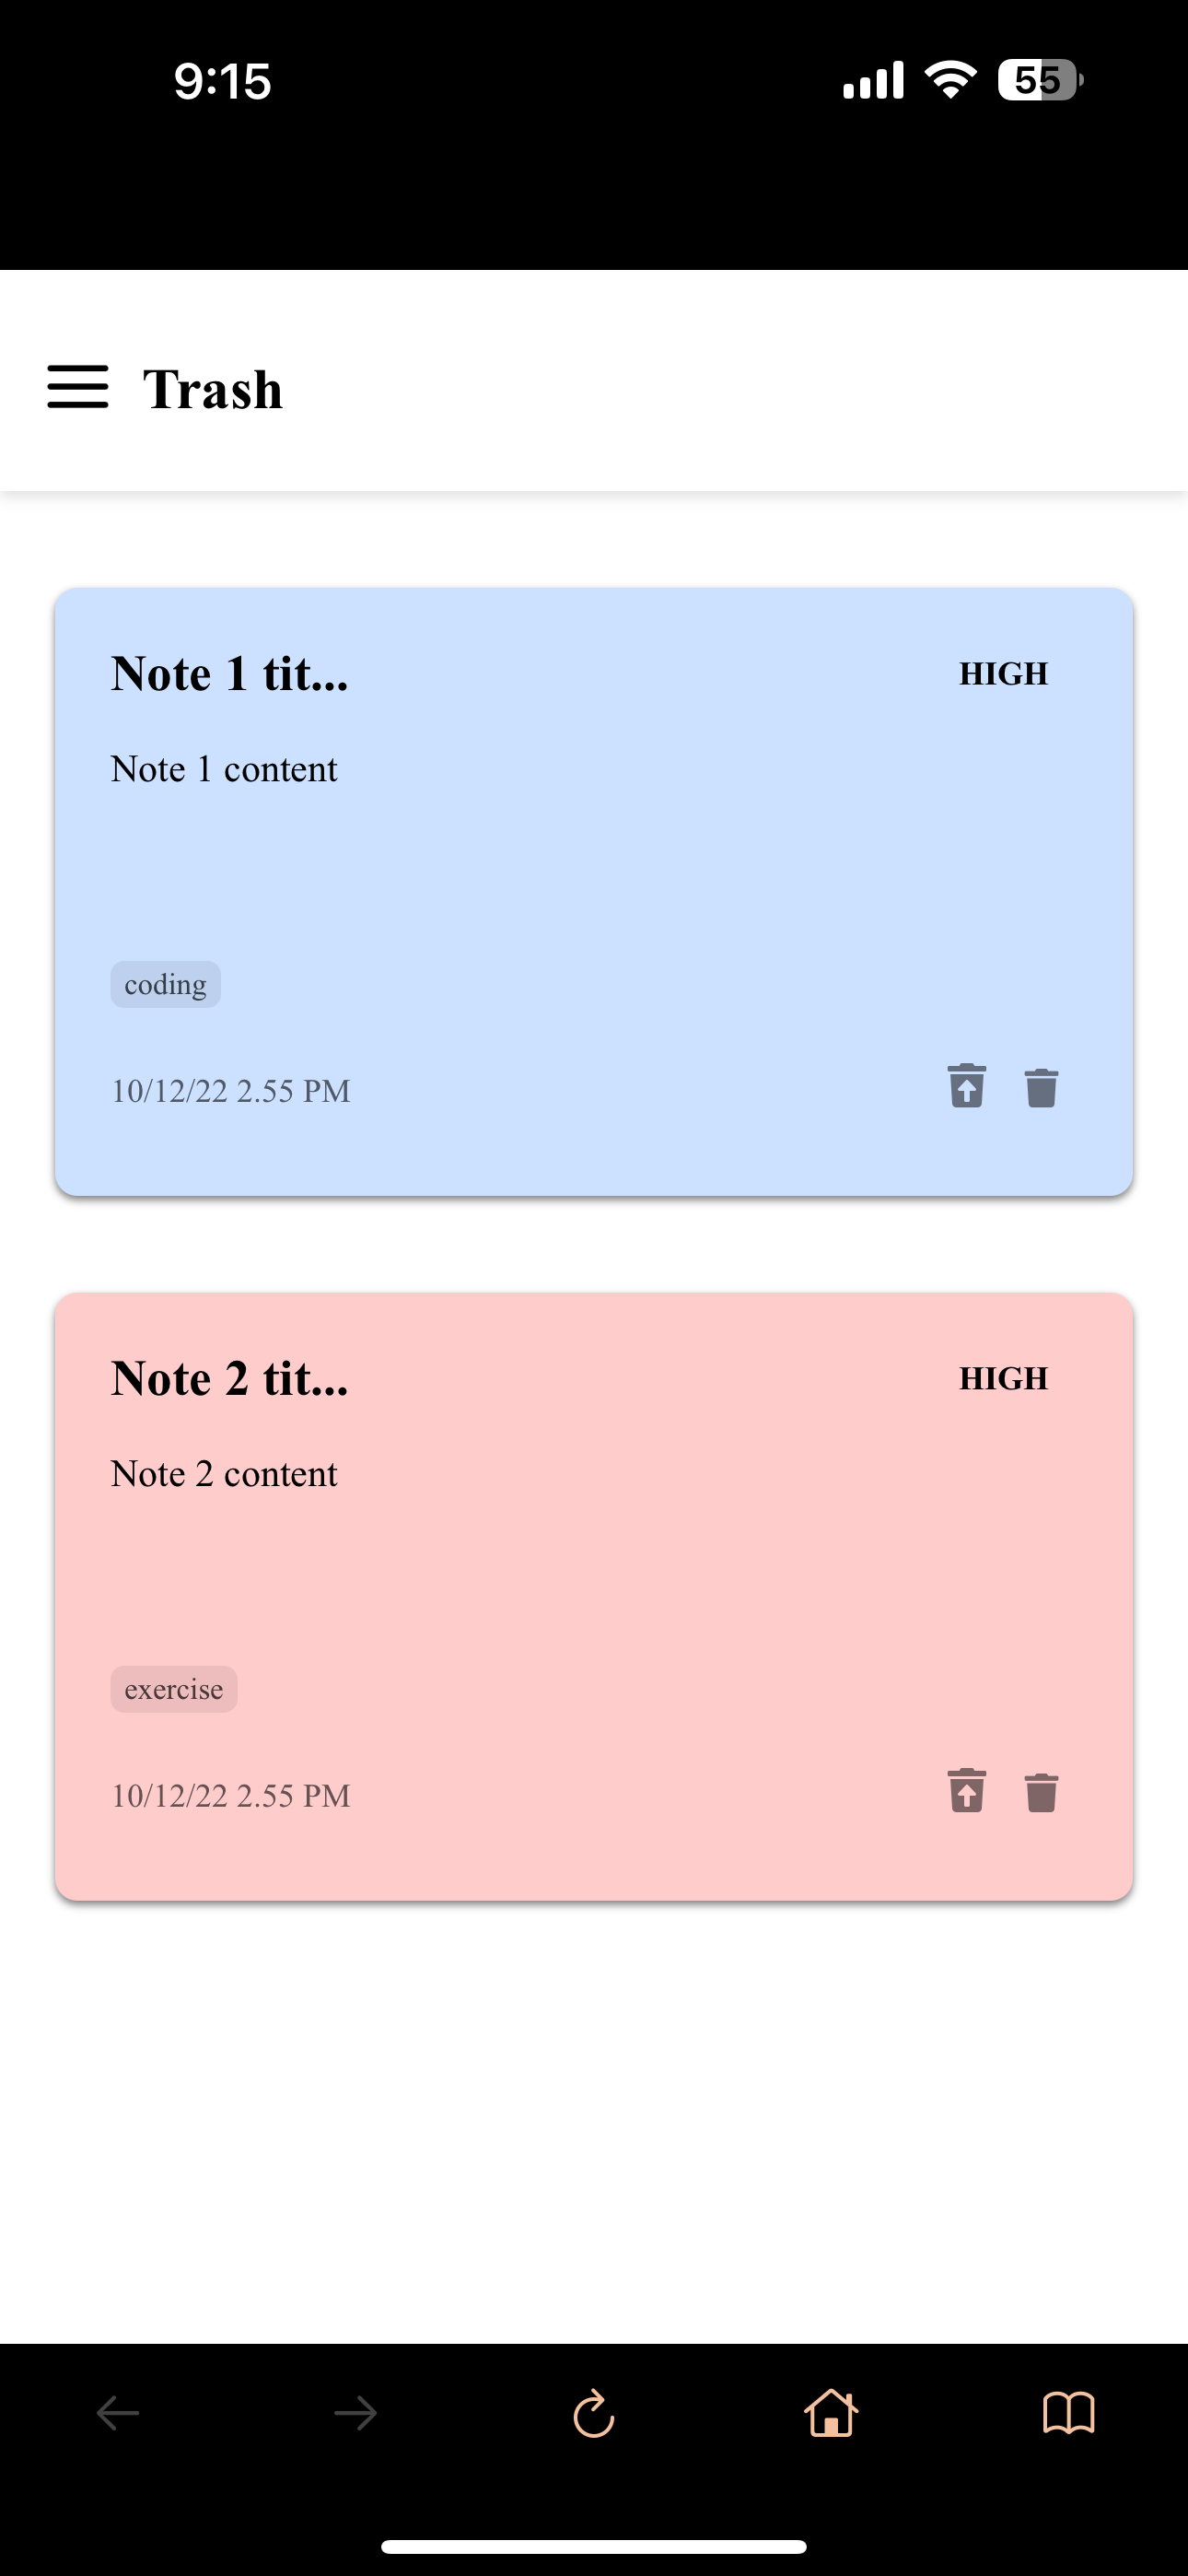 9:15
55
Trash
Note 1 tit...
HIGH
Note 1 content
coding
10/12/22 2.55 PM
Note 2 tit...
HIGH
Note 2 content
exercise
10/12/22 2.55 PM